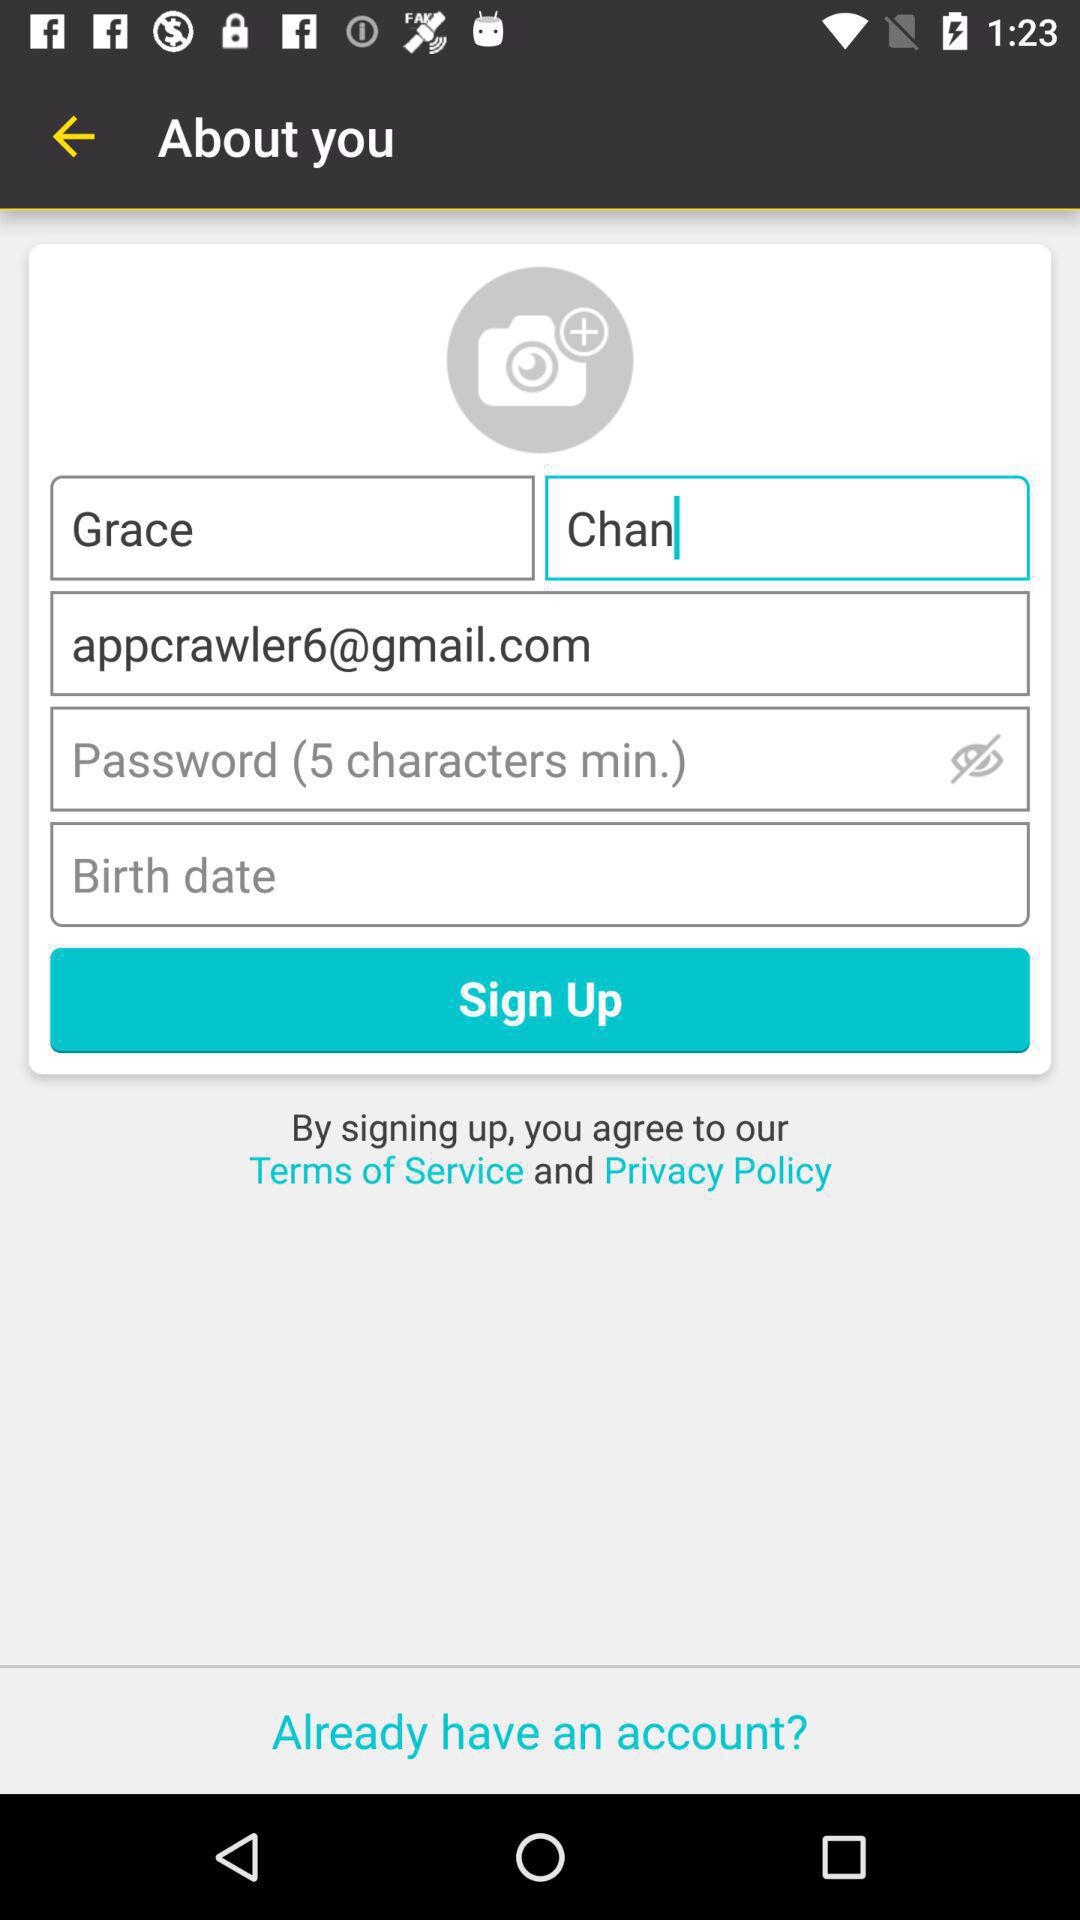 FAKE
1:23
About you
Grace
Chan
appcrawler6@gmail.com
Password (5 characters min.)
Birth date
Sign Up
By signing up, you agree to our
Terms of Service and Privacy Policy
Already have an account?